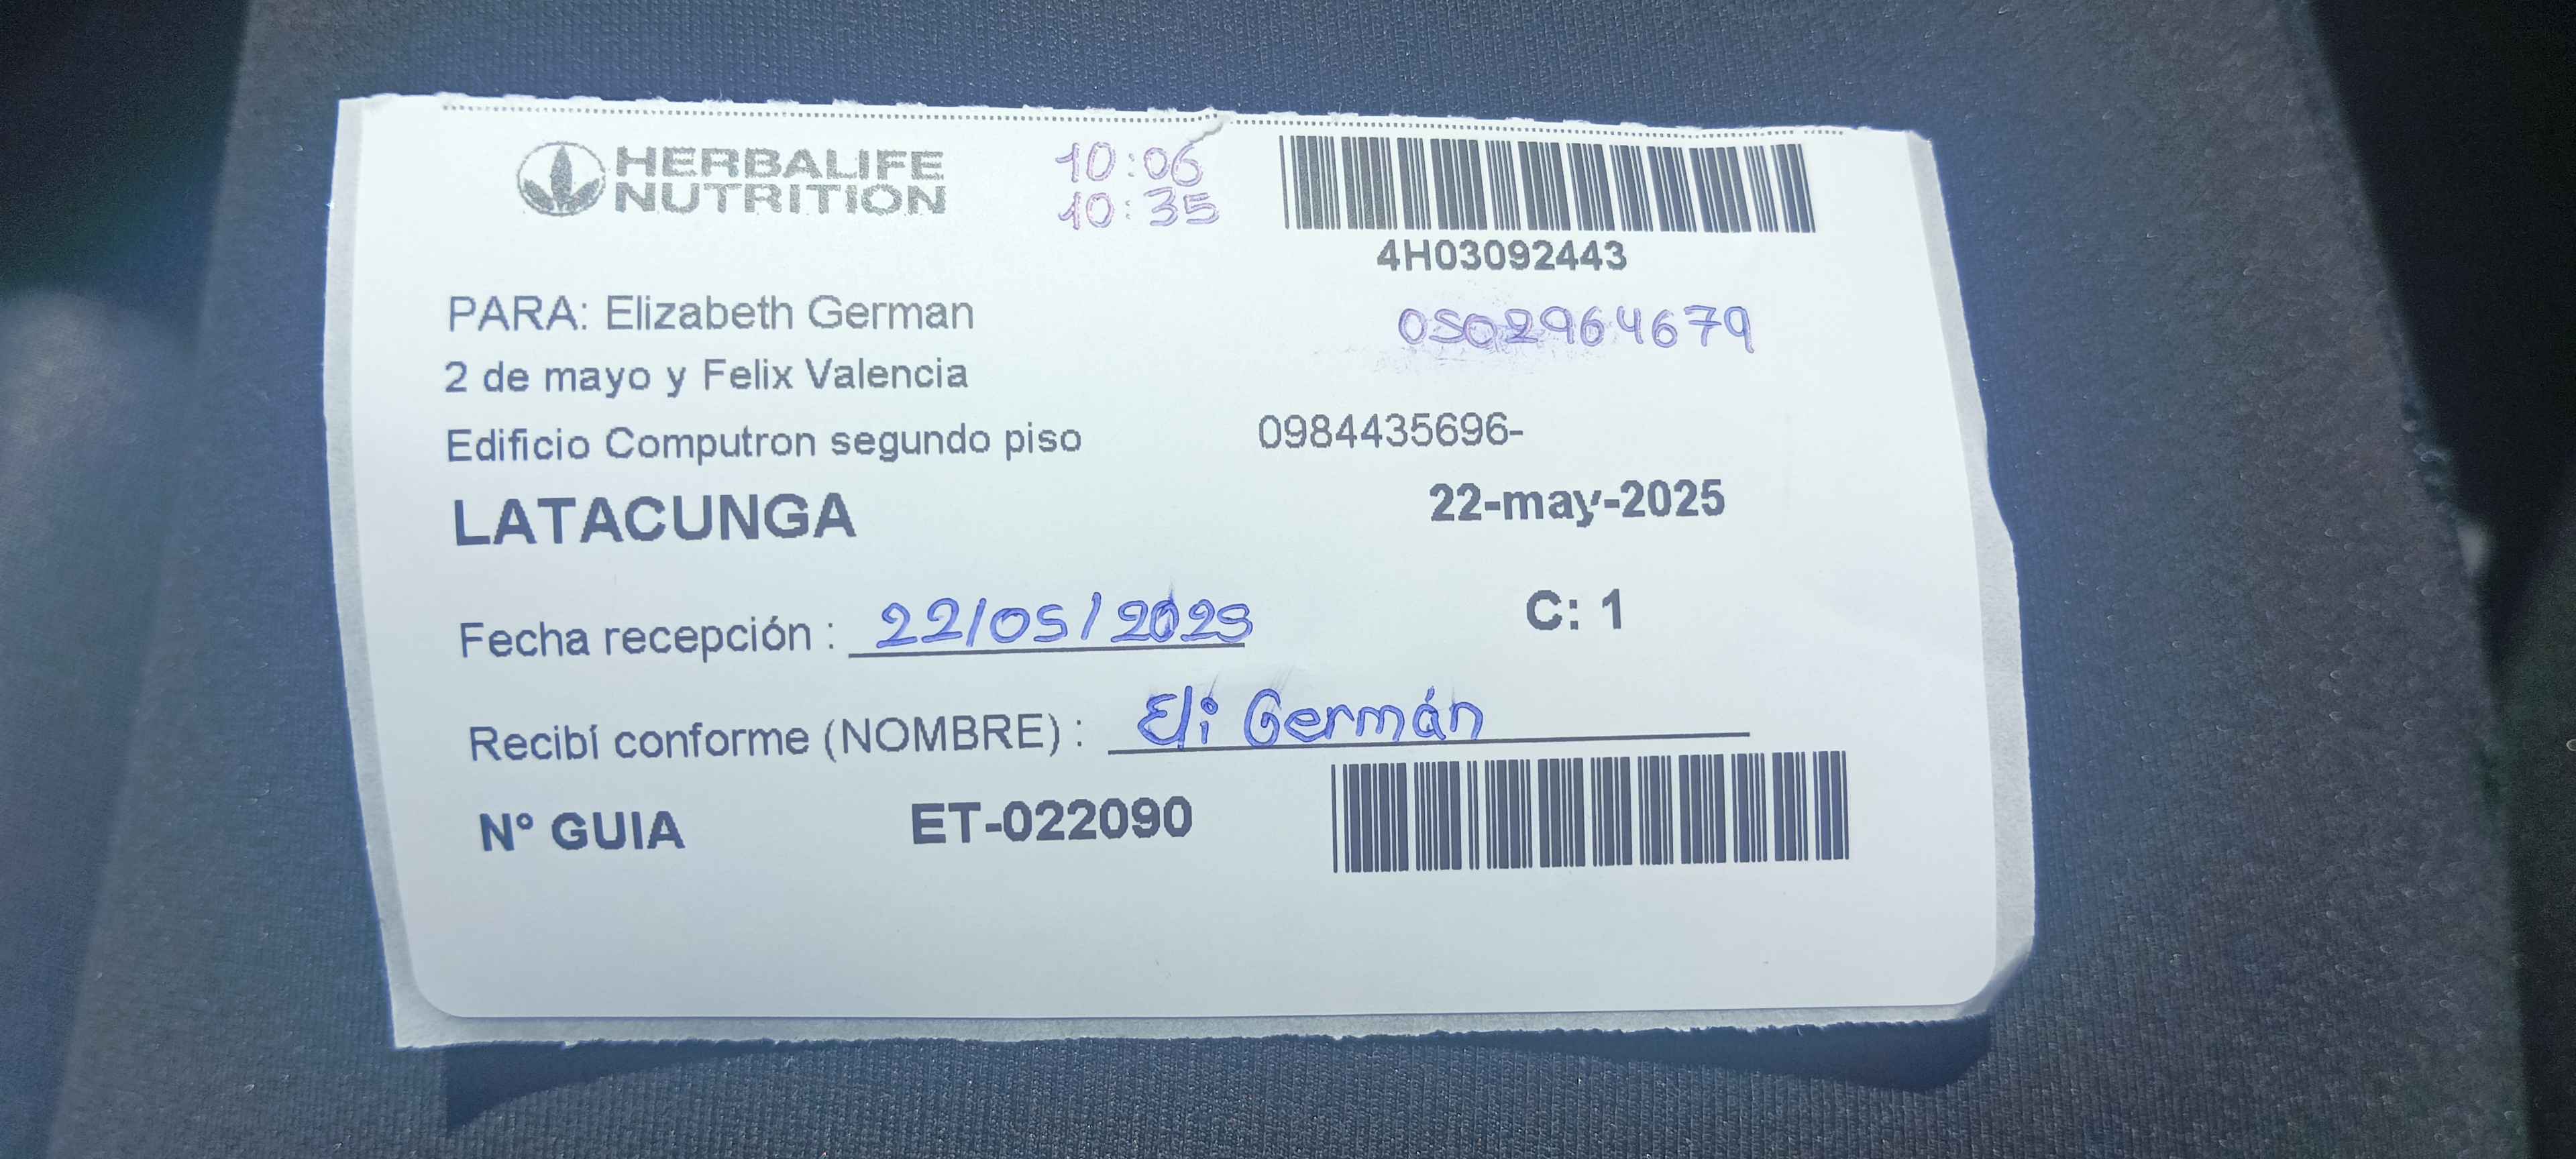 HERBALIFE
NUTRITION
10:06
10:35
4H03092443
PARA: Elizabeth German
0502964679
2 de mayo y Felix Valencia
Edificio Computron segundo piso
0984435696-
LATACUNGA
22-may-2025
Fecha recepción : 22/05/2025
C: 1
Recibí conforme (NOMBRE) : Eli Germán
Nº GUIA ET-022090